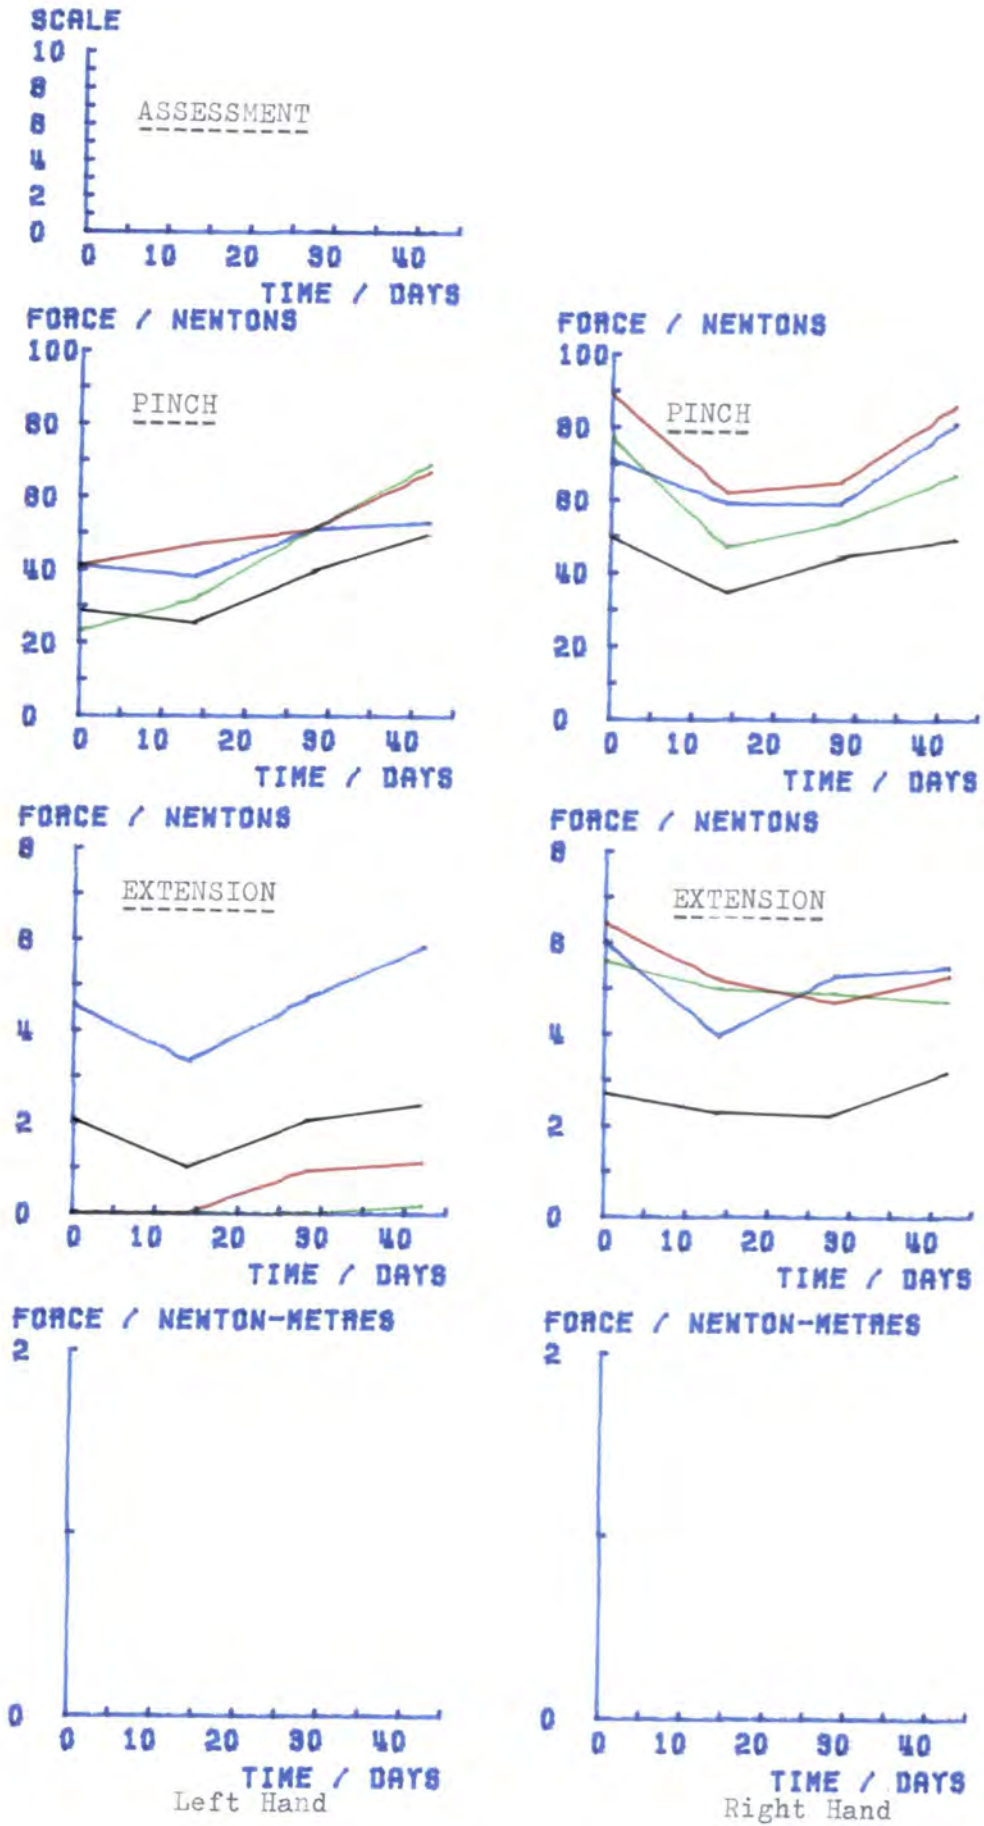 SCALE
10
8
6
4
2
0
ASSESSMENT
0 10 20 30 40
TIME / DAYS
FORCE / NEWTONS
100
80
60
40
20
0
PINCH
0 10 20 30 40
TIME / DAYS
FORCE / NEWTONS
100
80
60
40
20
0
PINCH
0 10 20 30 40
TIME / DAYS
FORCE / NEWTONS
8
6
4
2
0
EXTENSION
0 10 20 30 40
TIME / DAYS
FORCE / NEWTONS
8
6
4
2
0
EXTENSION
0 10 20 30 40
TIME / DAYS
FORCE / NEWTON-METRES
2
0
0 10 20 30 40
TIME / DAYS
Left Hand
FORCE / NEWTON-METRES
2
0
0 10 20 30 40
TIME / DAYS
Right Hand